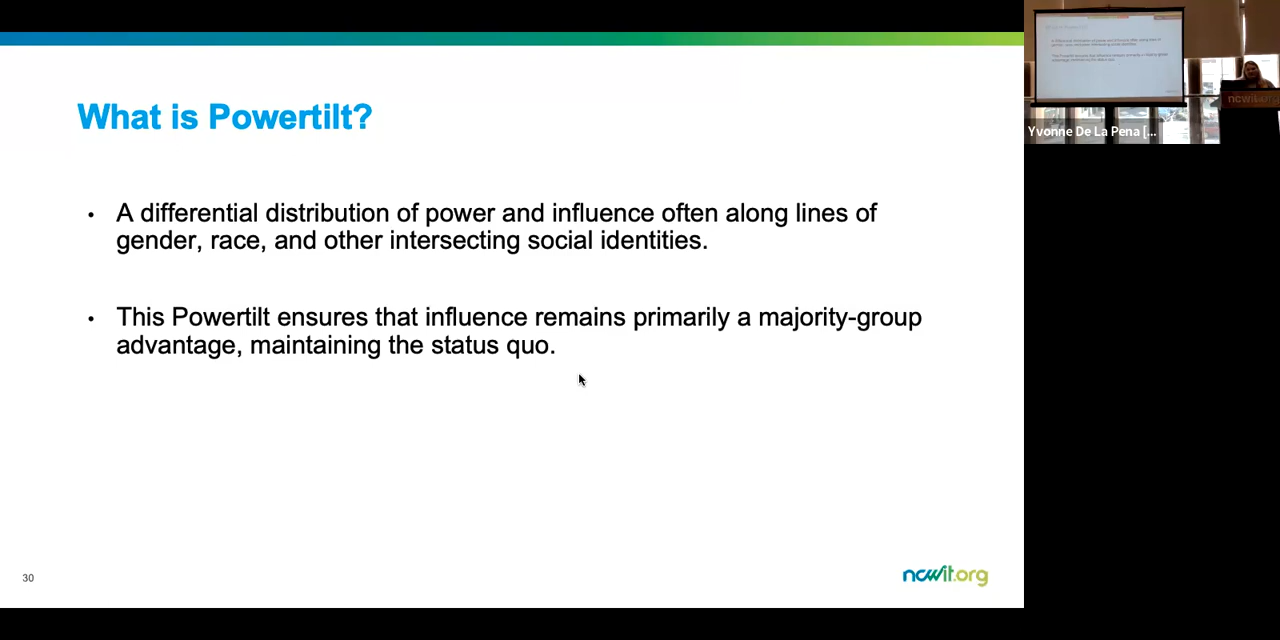 What is Powertilt?
• A differential distribution of power and influence often along lines of
gender, race, and other intersecting social identities.
• This Powertilt ensures that influence remains primarily a majority-group
advantage, maintaining the status quo.
30
ncwit.org
ncwit.org
Yvonne De La Pena [...